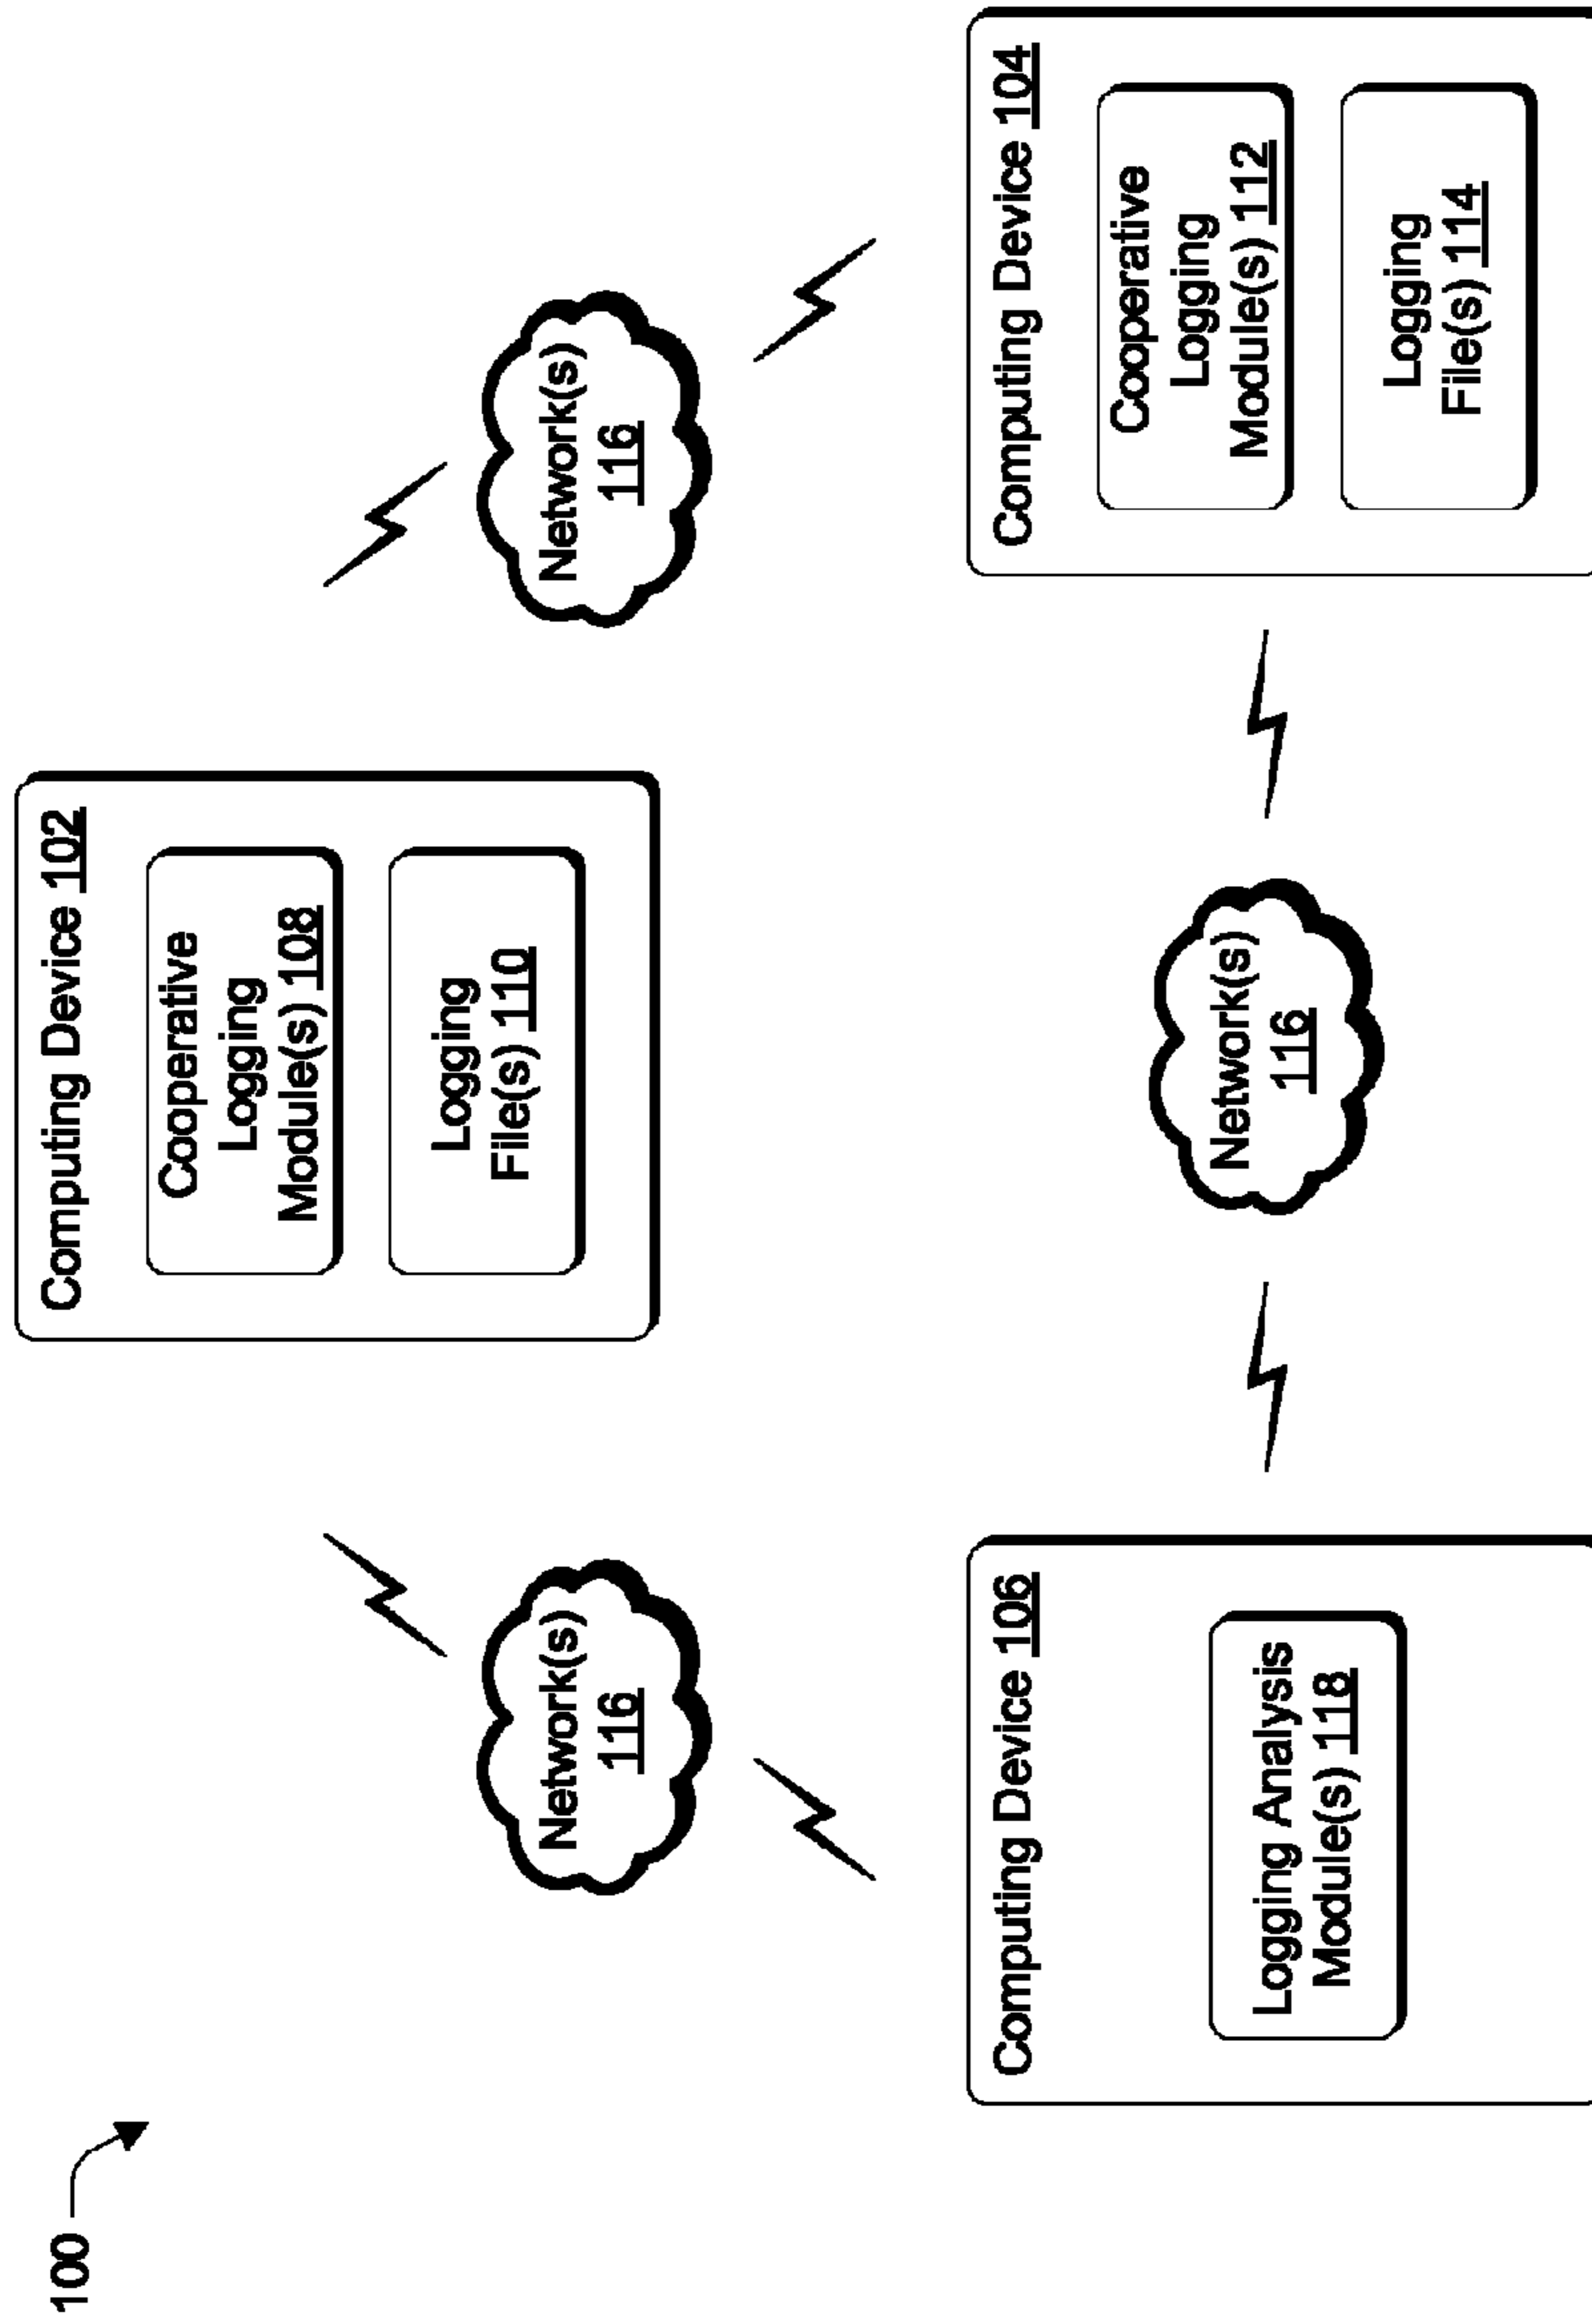 100
Computing Device 102
Cooperative
Logging
Module(s) 108
Logging
File(s) 110
Network(s)
116
Network(s)
116
Computing Device 106
Logging Analysis
Module(s) 118
Network(s)
116
Computing Device 104
Cooperative
Logging
Module(s) 112
Logging
File(s) 114